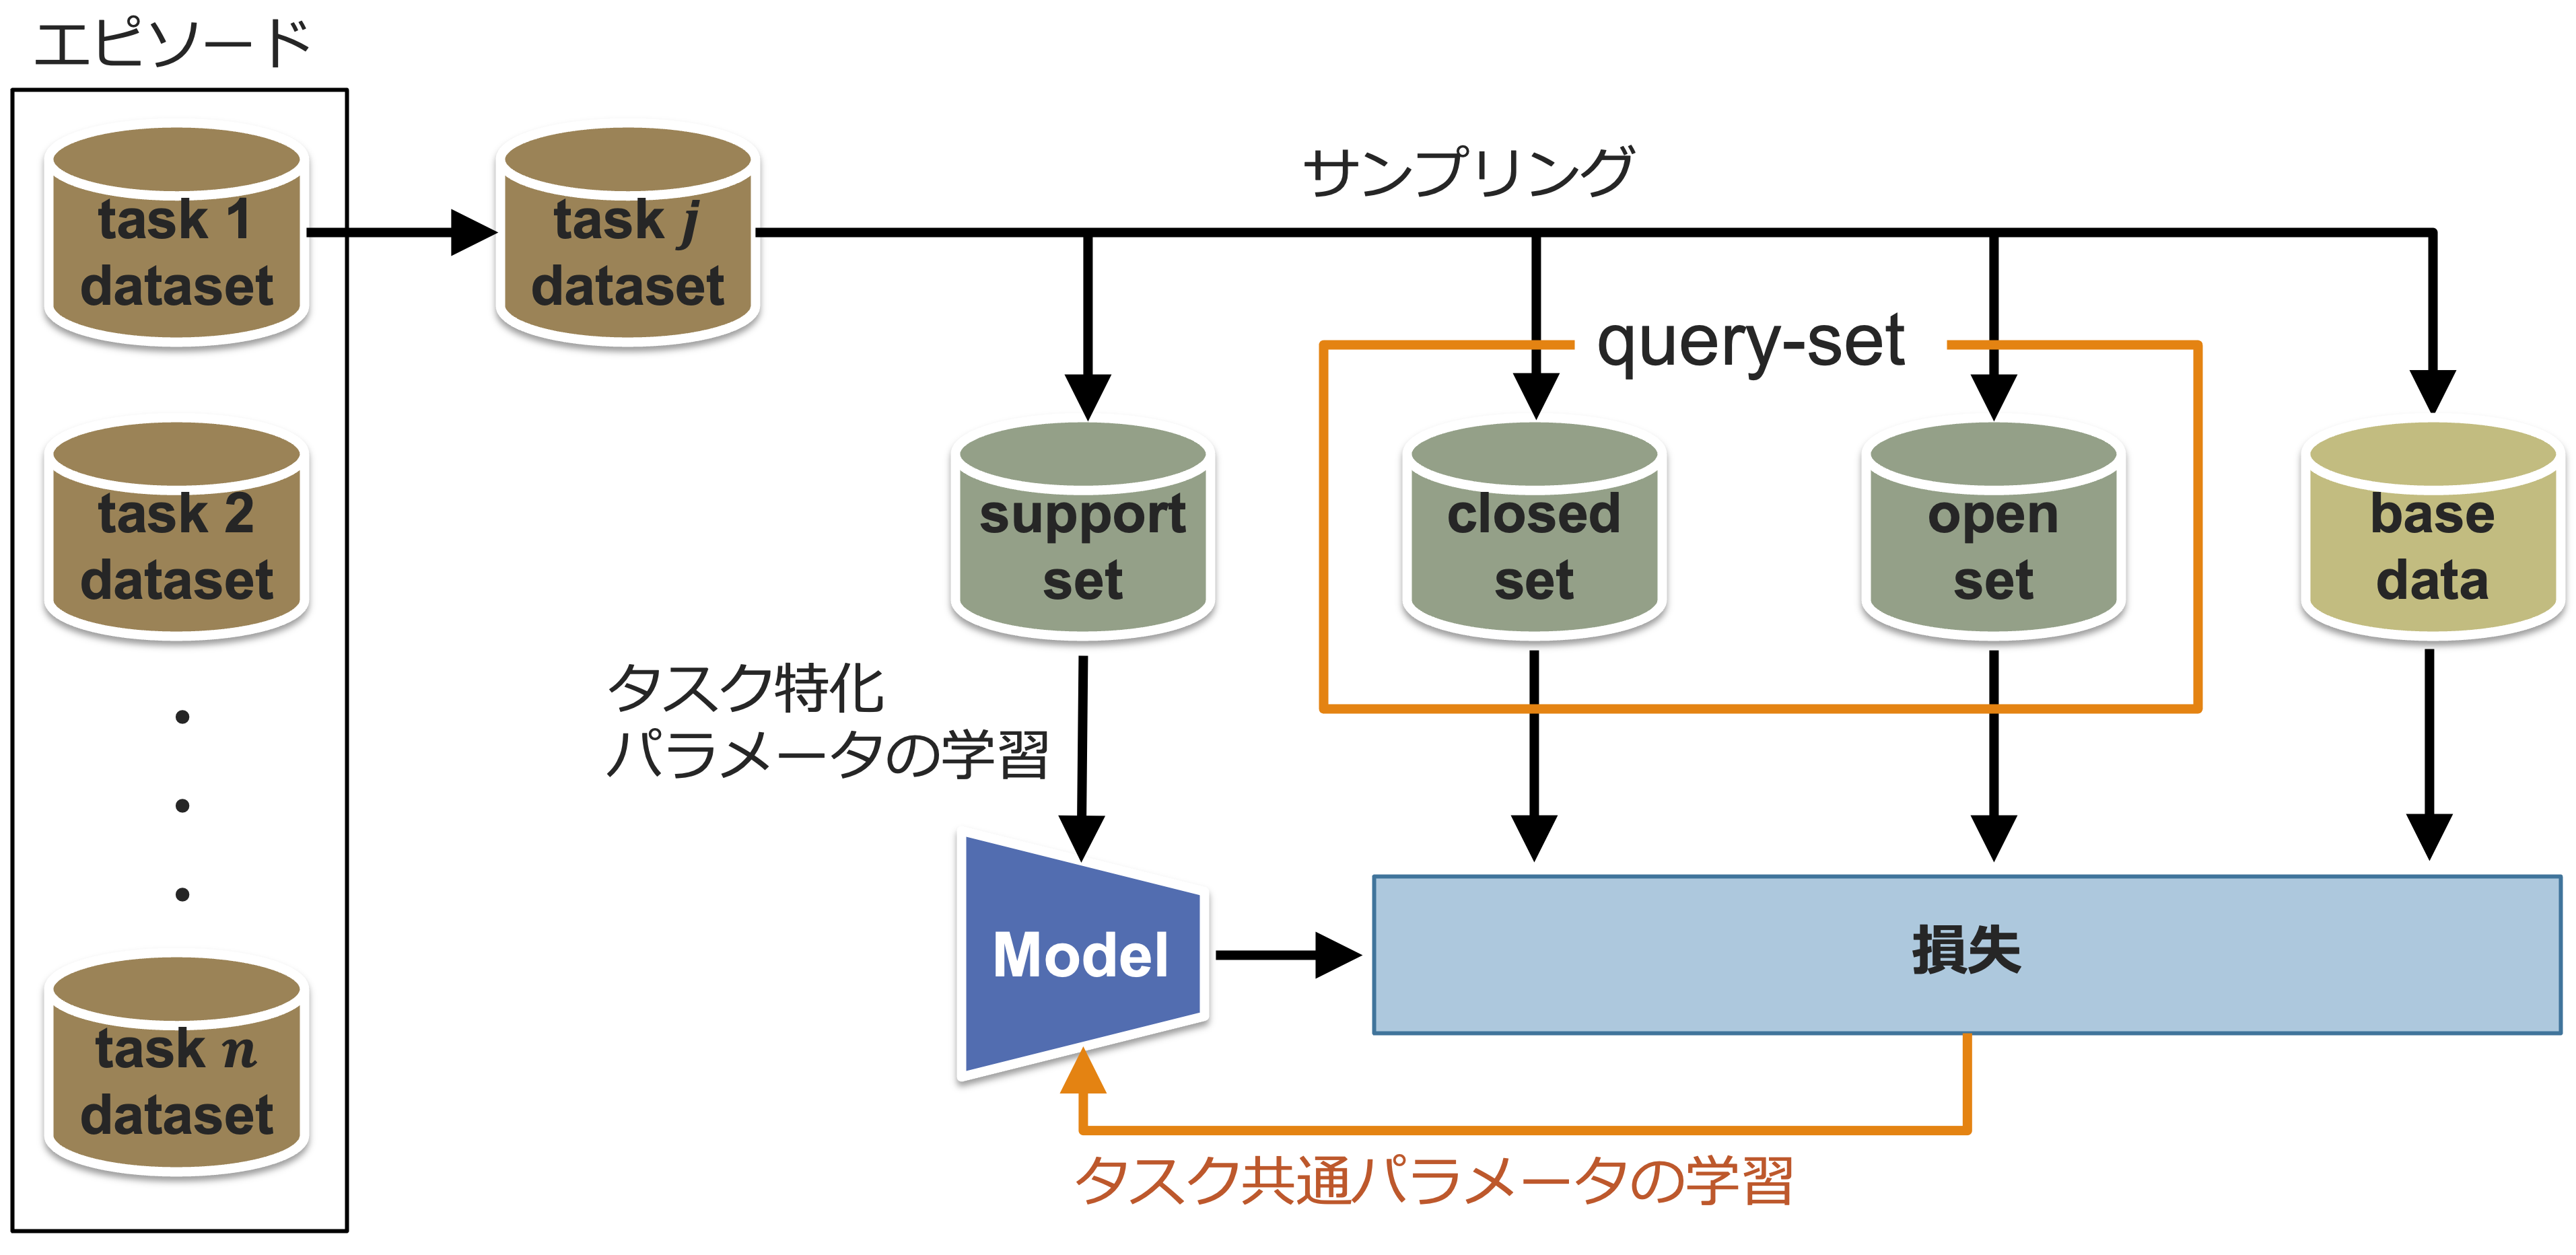 エピソード
task 1
dataset
task j
dataset
サンプリング
query-set
task 2
dataset
support
set
closed
set
open
set
base
data
タスク特化
パラメータの学習
Model
損失
task n
dataset
タスク共通パラメータの学習